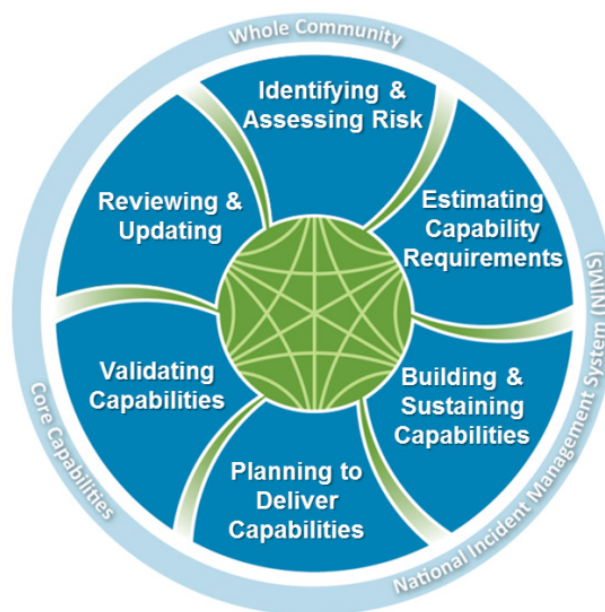 Whole Community
Identifying &
Assessing Risk
Estimating
Capability
Requirements
Building &
Sustaining
Capabilities
Planning to
Deliver
Capabilities
Validating
Capabilities
Reviewing &
Updating
National Incident Management System (NIMS)
Core Capabilities